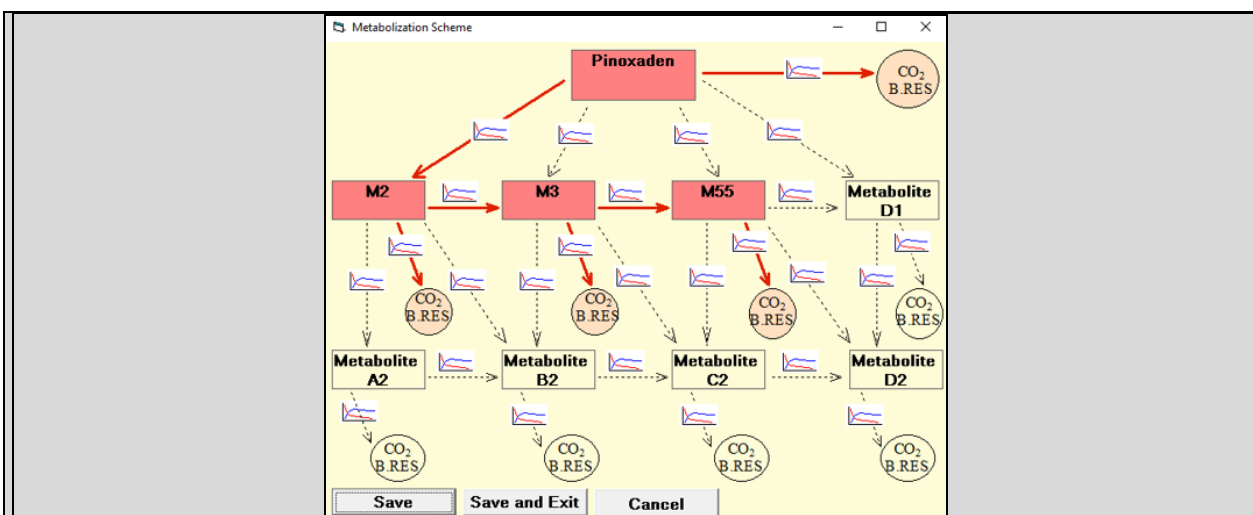 Metabolization Scheme
Pinoxaden
CO2
B.RES
M2
M3
M55
Metabolite
D1
CO2
B.RES
CO2
B.RES
CO2
B.RES
CO2
B.RES
Metabolite
A2
Metabolite
B2
Metabolite
C2
Metabolite
D2
CO2
B.RES
CO2
B.RES
CO2
B.RES
CO2
B.RES
Save
Save and Exit
Cancel